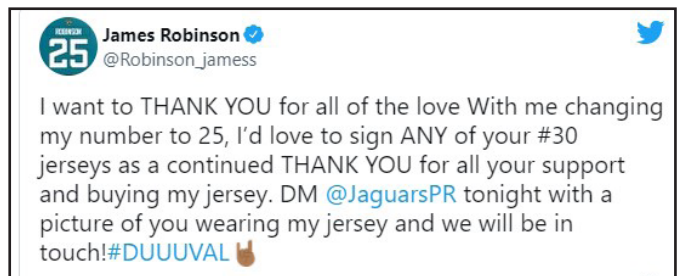 ROBINSON
25
James Robinson
@Robinson_jamess
I want to THANK YOU for all of the love With me changing
my number to 25, I'd love to sign ANY of your #30
jerseys as a continued THANK YOU for all your support
and buying my jersey. DM @JaguarsPR tonight with a
picture of you wearing my jersey and we will be in
touch!#DUUUVAL🤘🏾